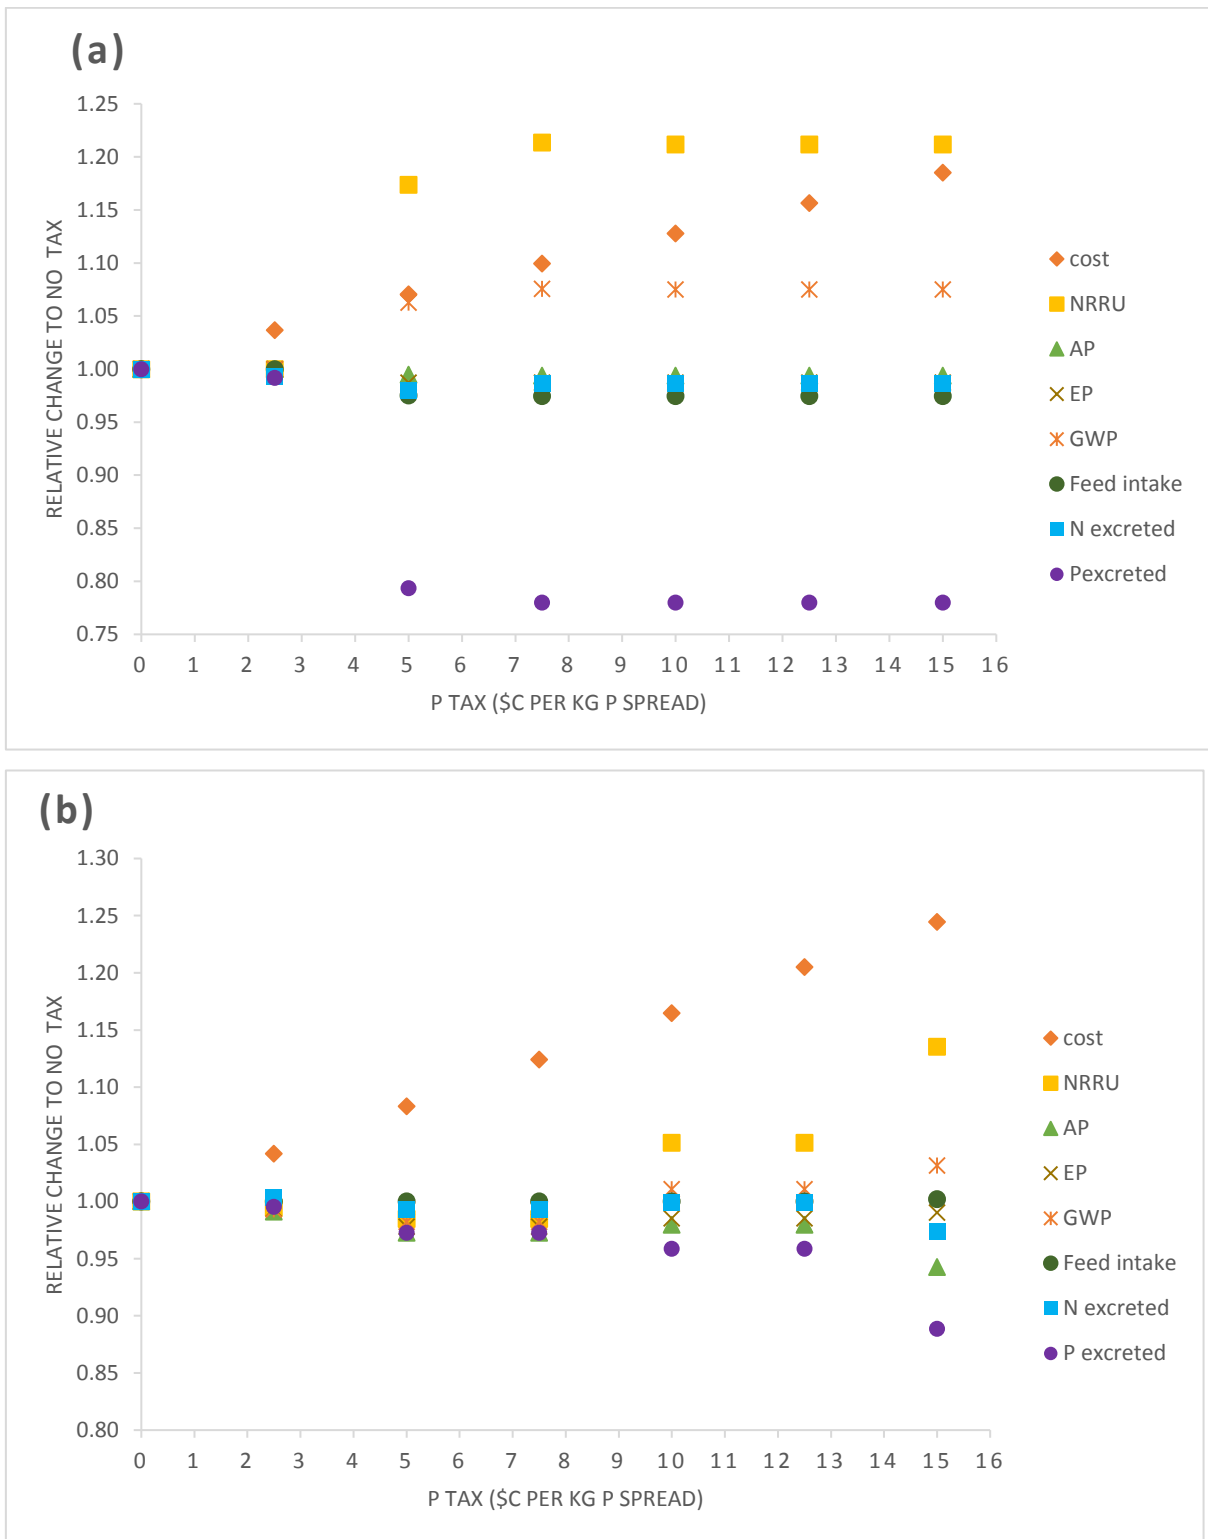 (a)
1.25
1.20
1.15
1.10
1.05
1.00
0.95
0.90
0.85
0.80
0.75
RELATIVE CHANGE TO NO TAX
0 1 2 3 4 5 6 7 8 9 10 11 12 13 14 15 16
P TAX ($C PER KG P SPREAD)
cost
NRRU
AP
EP
GWP
Feed intake
N excreted
Pexcreted
(b)
1.30
1.25
1.20
1.15
1.10
1.05
1.00
0.95
0.90
0.85
0.80
RELATIVE CHANGE TO NO TAX
0 1 2 3 4 5 6 7 8 9 10 11 12 13 14 15 16
P TAX ($C PER KG P SPREAD)
cost
NRRU
AP
EP
GWP
Feed intake
N excreted
P excreted